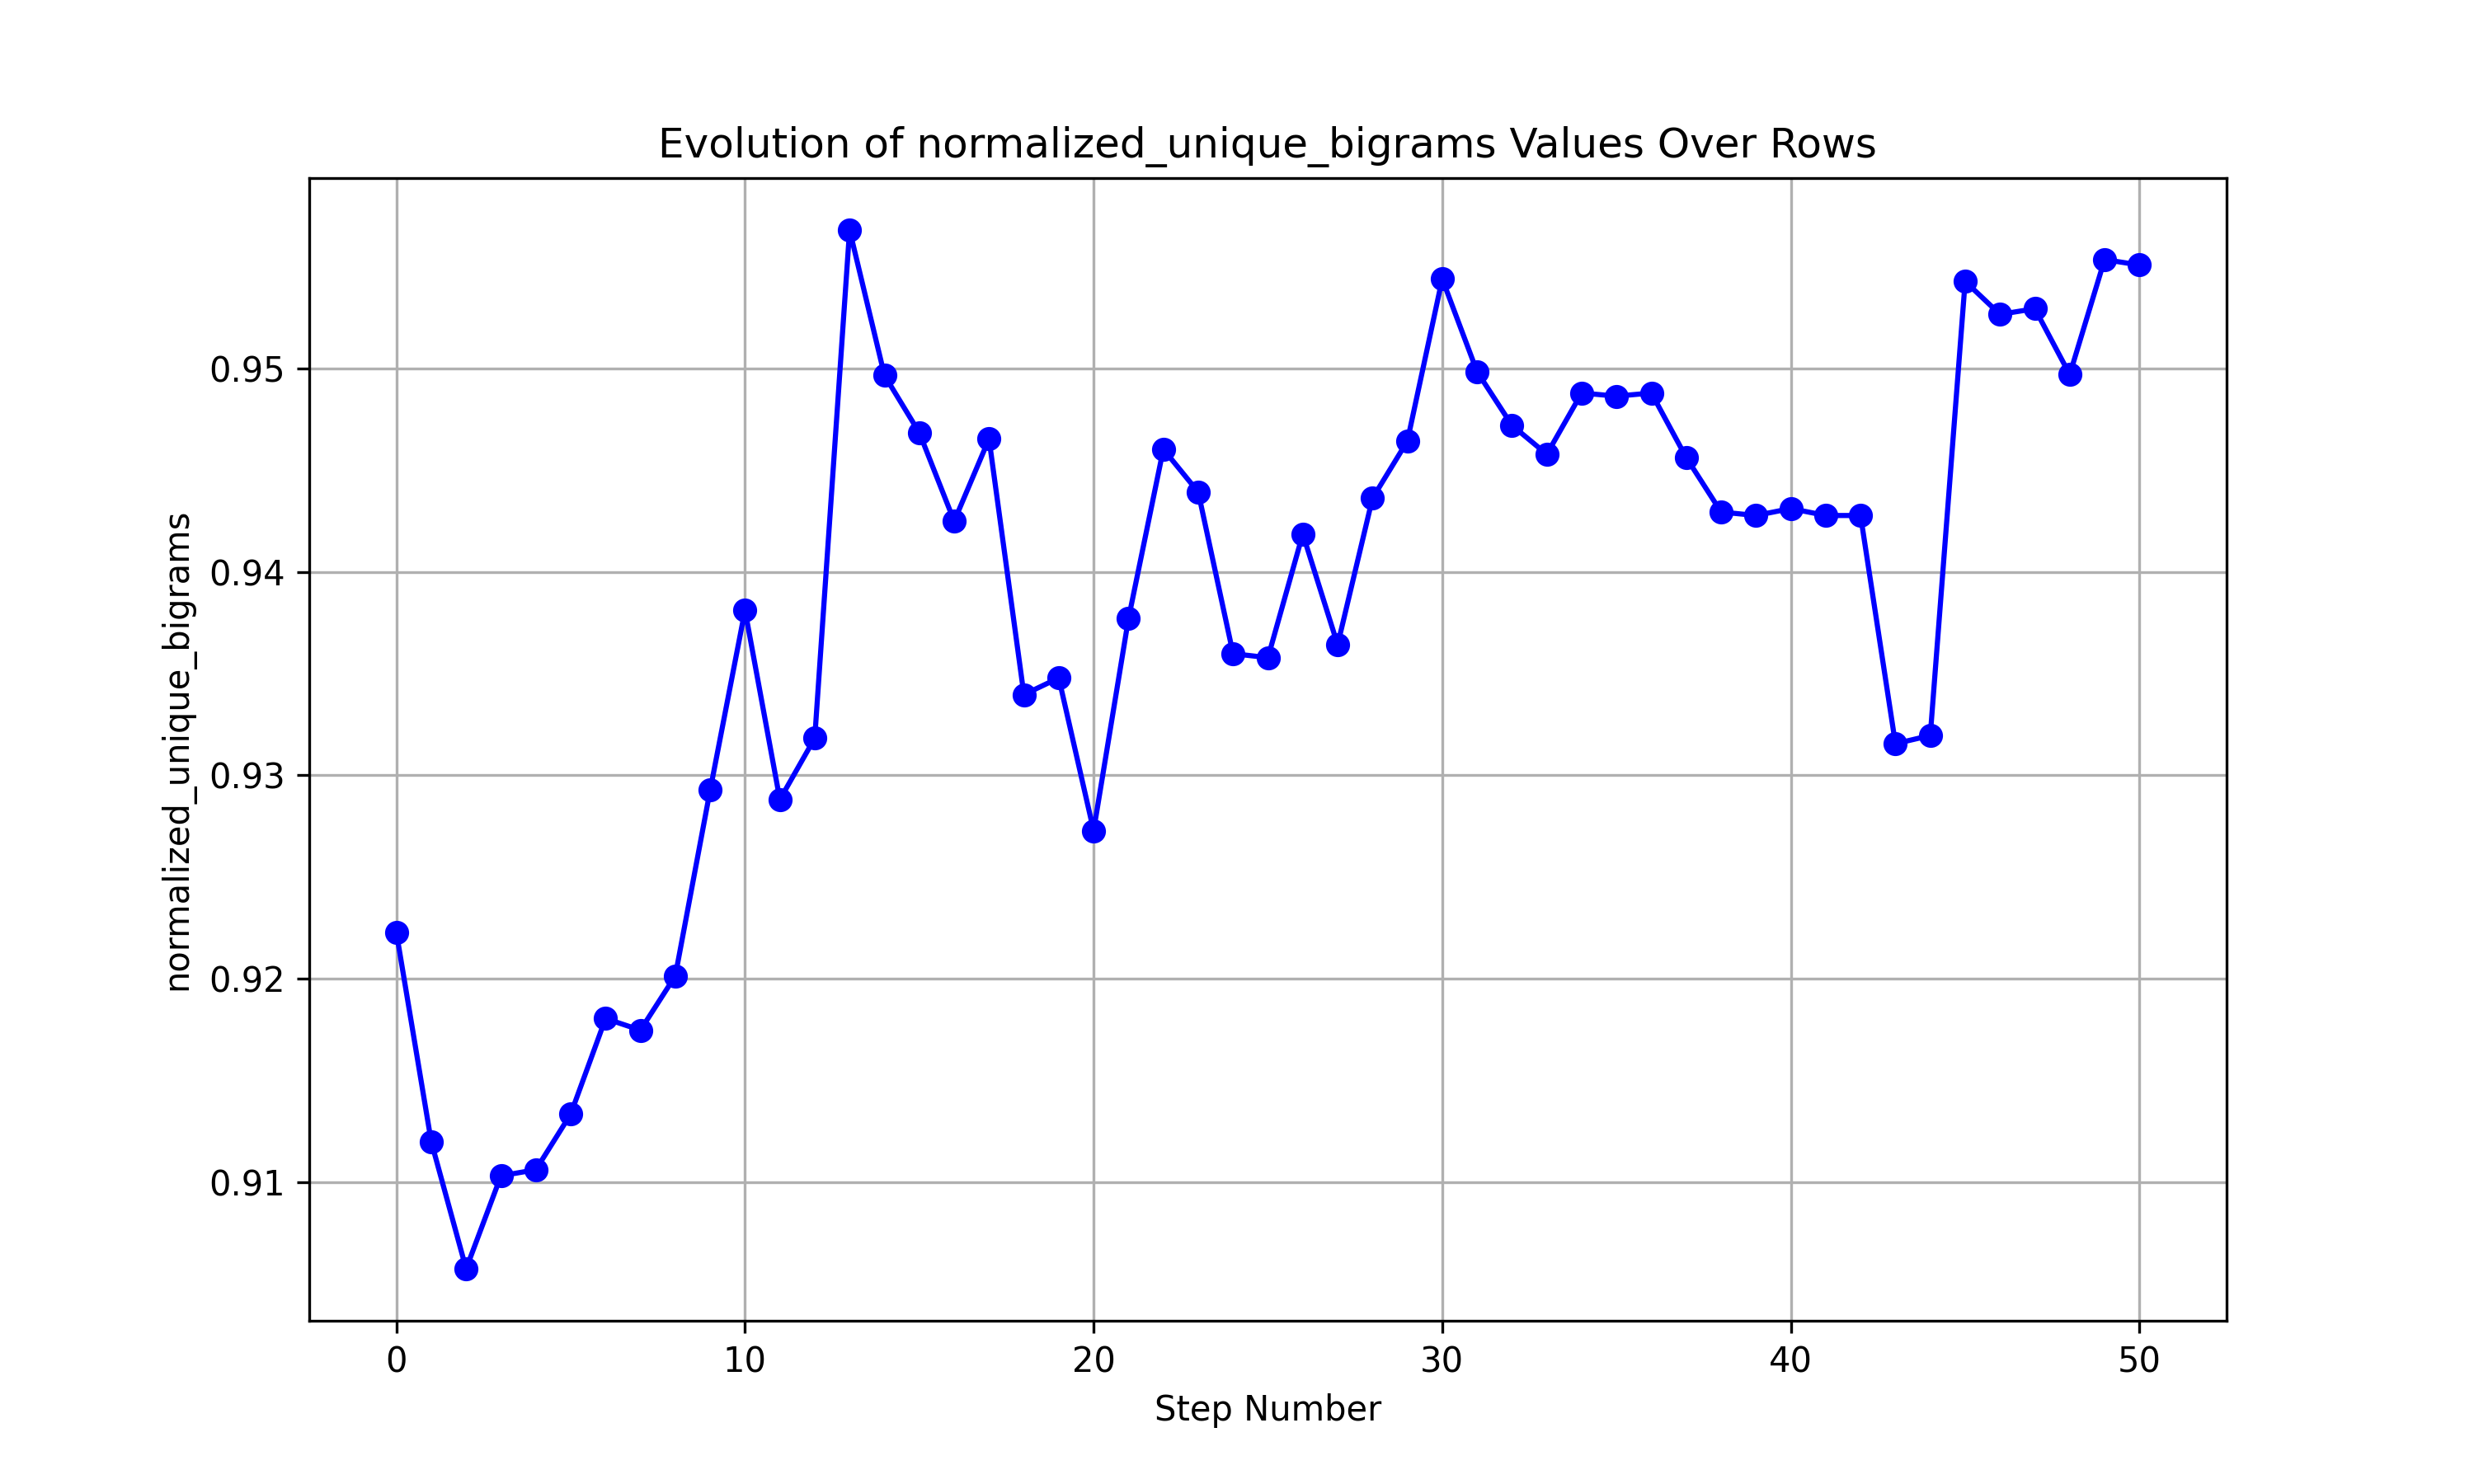 Evolution of normalized_unique_bigrams Values Over Rows
normalized_unique_bigrams
0.95
0.94
0.93
0.92
0.91
0 10 20 30 40 50
Step Number